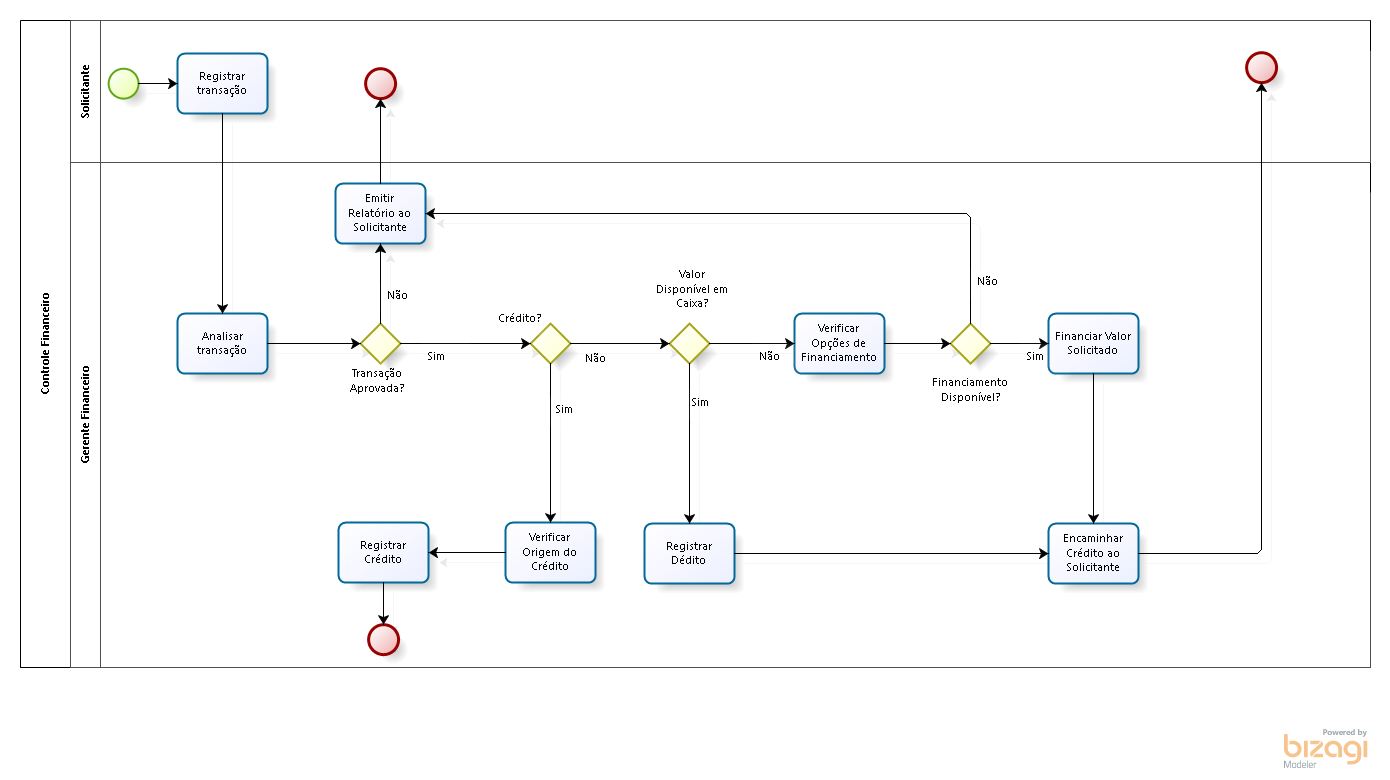 Controle Financeiro
Solicitante
Registrar
transação
Gerente Financeiro
Emitir
Relatório ao
Solicitante
Não
Analisar
transação
Transação
Aprovada?
Sim
Crédito?
Não
Sim
Valor
Disponível em
Caixa?
Não
Sim
Verificar
Opções de
Financiamento
Não
Financiamento
Disponível?
Sim
Financiar Valor
Solicitado
Registrar
Crédito
Verificar
Origem do
Crédito
Registrar
Dédito
Encaminhar
Crédito ao
Solicitante
Powered by
bizagi
Modeler